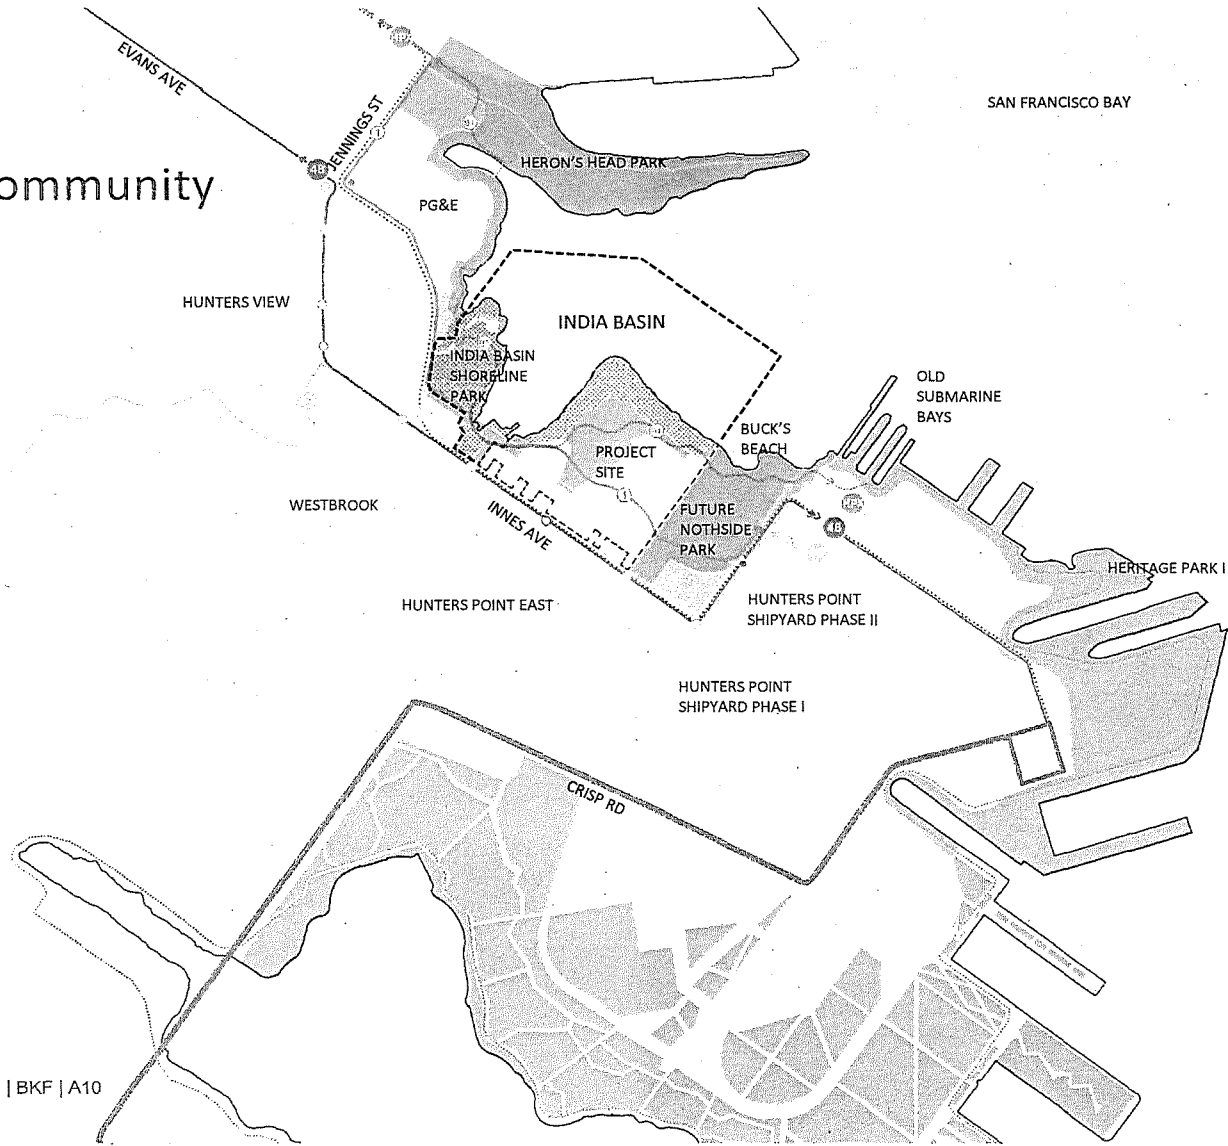 EVANS AVE
JENNINGS ST
SAN FRANCISCO BAY
HERON'S HEAD PARK
ommunity
PG&E
HUNTERS VIEW
INDIA BASIN
INDIA BASIN
SHORELINE
PARK
OLD
SUBMARINE
BAYS
BUCK'S
BEACH
PROJECT
SITE
WESTBROOK
INNES AVE
FUTURE
NOTHSIDE
PARK
HERITAGE PARK I
HUNTERS POINT EAST
HUNTERS POINT
SHIPYARD PHASE II
HUNTERS POINT
SHIPYARD PHASE I
CRISP RD
| BKF | A10